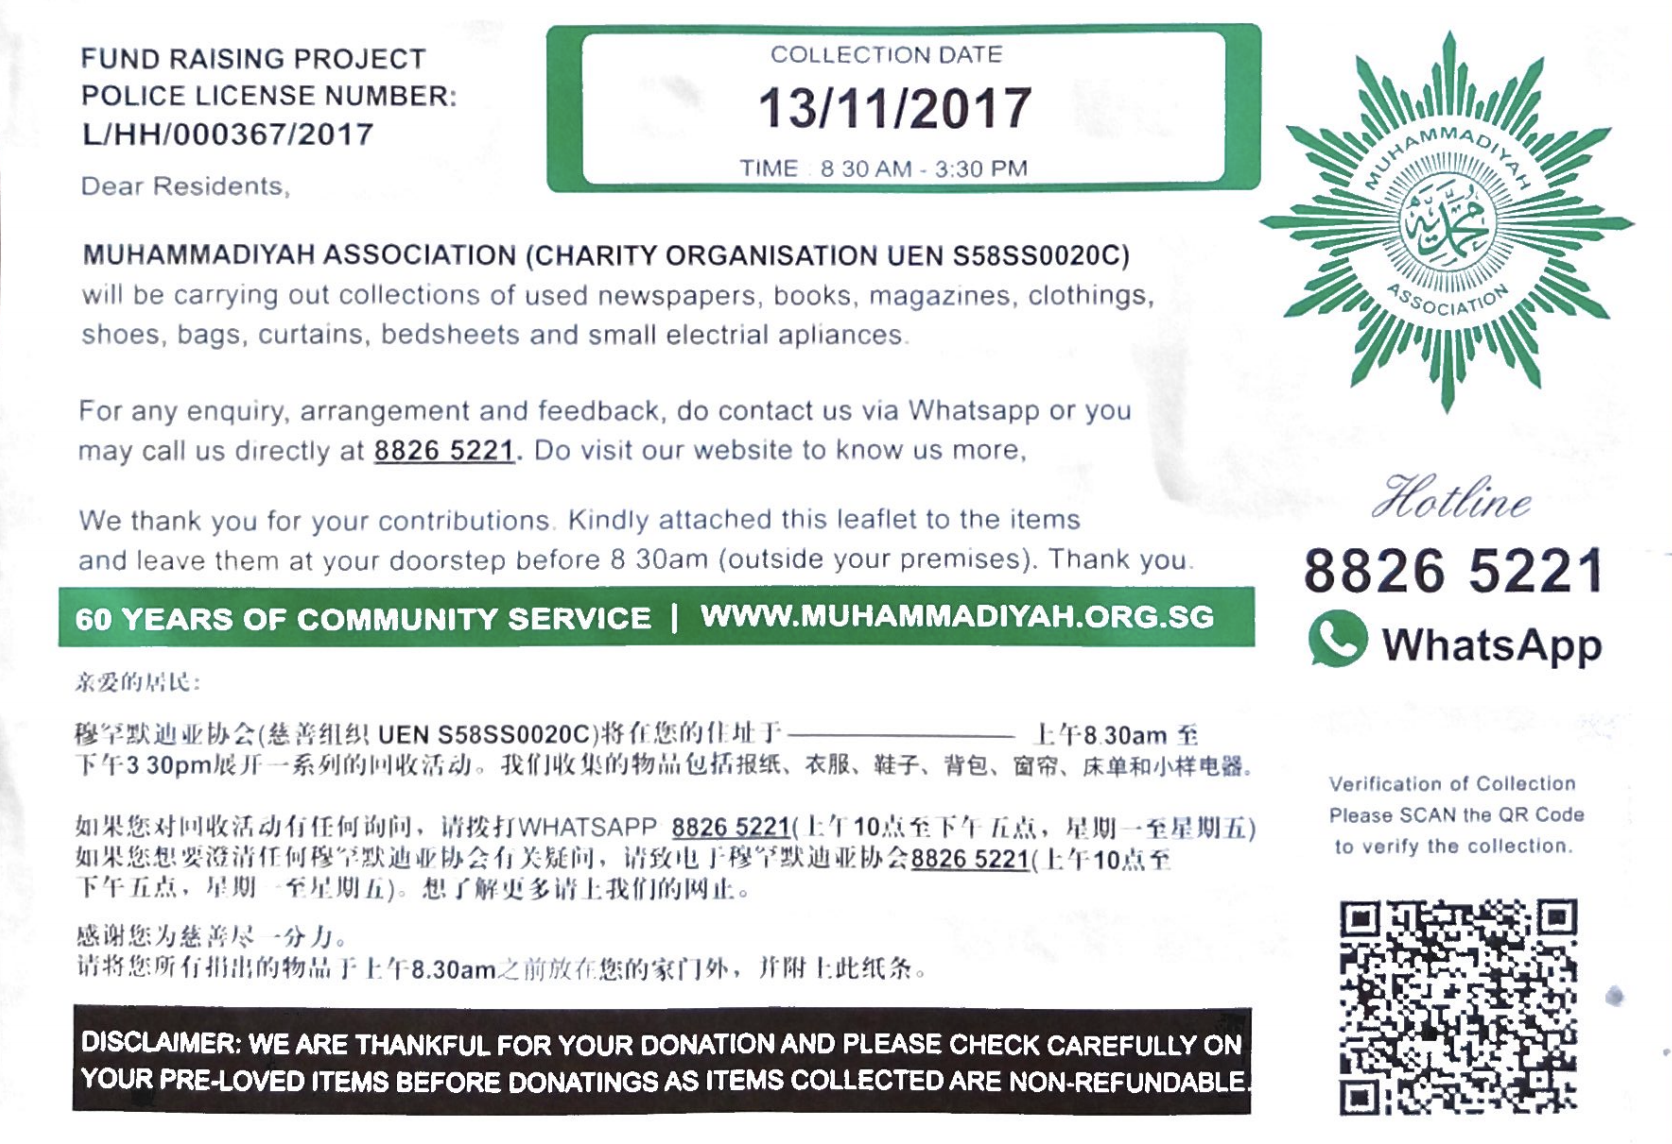 FUND RAISING PROJECT
POLICE LICENSE NUMBER:
L/HH/000367/2017
COLLECTION DATE
13/11/2017
TIME : 8 30 AM - 3:30 PM
Dear Residents,
MUHAMMADIYAH ASSOCIATION (CHARITY ORGANISATION UEN S58SS0020C)
will be carrying out collections of used newspapers, books, magazines, clothings,
shoes, bags, curtains, bedsheets and small electrial apliances.
For any enquiry, arrangement and feedback, do contact us via Whatsapp or you
may call us directly at 8826 5221. Do visit our website to know us more,
We thank you for your contributions. Kindly attached this leaflet to the items
and leave them at your doorstep before 8 30am (outside your premises). Thank you.
60 YEARS OF COMMUNITY SERVICE | WWW.MUHAMMADIYAH.ORG.SG
亲爱的居民:
穆罕默迪亚协会(慈善组织 UEN S58SS0020C)将在您的住址于 上午8.30am 至
下午3 30pm展开一系列的回收活动。我们收集的物品包括报纸、衣服、鞋子、背包、窗帘、床单和小样电器.
如果您对回收活动有任何询问，请拨打WHATSAPP 8826 5221(上午10点至下午五点，星期一至星期五)
如果您想要澄清任何穆罕默迪亚协会有关疑问，请致电于穆罕默迪亚协会8826 5221(上午10点至
下午五点，星期一至星期五)。想了解更多请上我们的网止。
感谢您为慈善尽一分力。
请将您所有捐出的物品于上午8.30am之前放在您的家门外，并附上此纸条。
DISCLAIMER: WE ARE THANKFUL FOR YOUR DONATION AND PLEASE CHECK CAREFULLY ON
YOUR PRE-LOVED ITEMS BEFORE DONATINGS AS ITEMS COLLECTED ARE NON-REFUNDABLE.
MUHAMMADIYAH
محمدية
ASSOCIATION
Hotline
8826 5221
WhatsApp
Verification of Collection
Please SCAN the QR Code
to verify the collection.